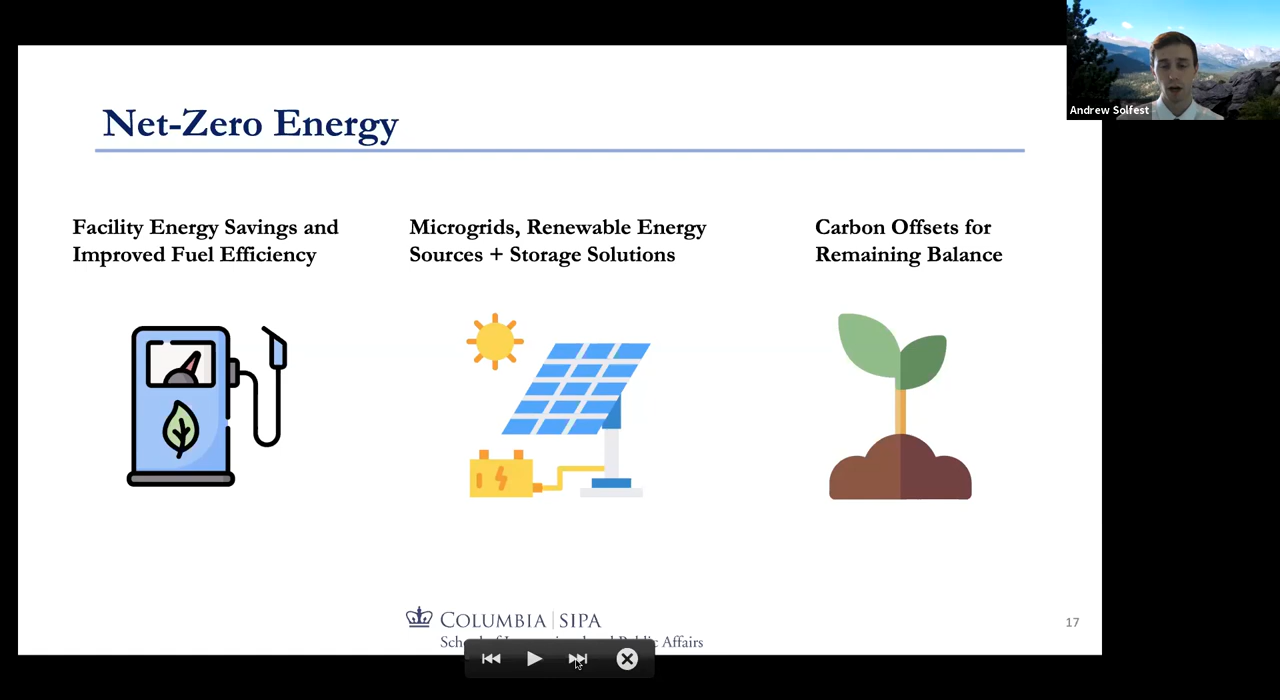 Net-Zero Energy
Andrew Solfest
Facility Energy Savings and
Improved Fuel Efficiency
Microgrids, Renewable Energy
Sources + Storage Solutions
Carbon Offsets for
Remaining Balance
COLUMBIA | SIPA
Affairs
17